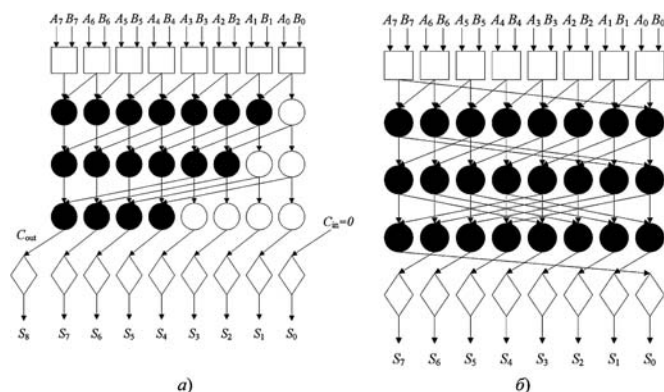 A₇ B₇ A₆ B₆ A₅ B₅ A₄ B₄ A₃ B₃ A₂ B₂ A₁ B₁ A₀ B₀
C_out
C_in=0
S₈ S₇ S₆ S₅ S₄ S₃ S₂ S₁ S₀
а)
A₇ B₇ A₆ B₆ A₅ B₅ A₄ B₄ A₃ B₃ A₂ B₂ A₁ B₁ A₀ B₀
S₇ S₆ S₅ S₄ S₃ S₂ S₁ S₀
б)